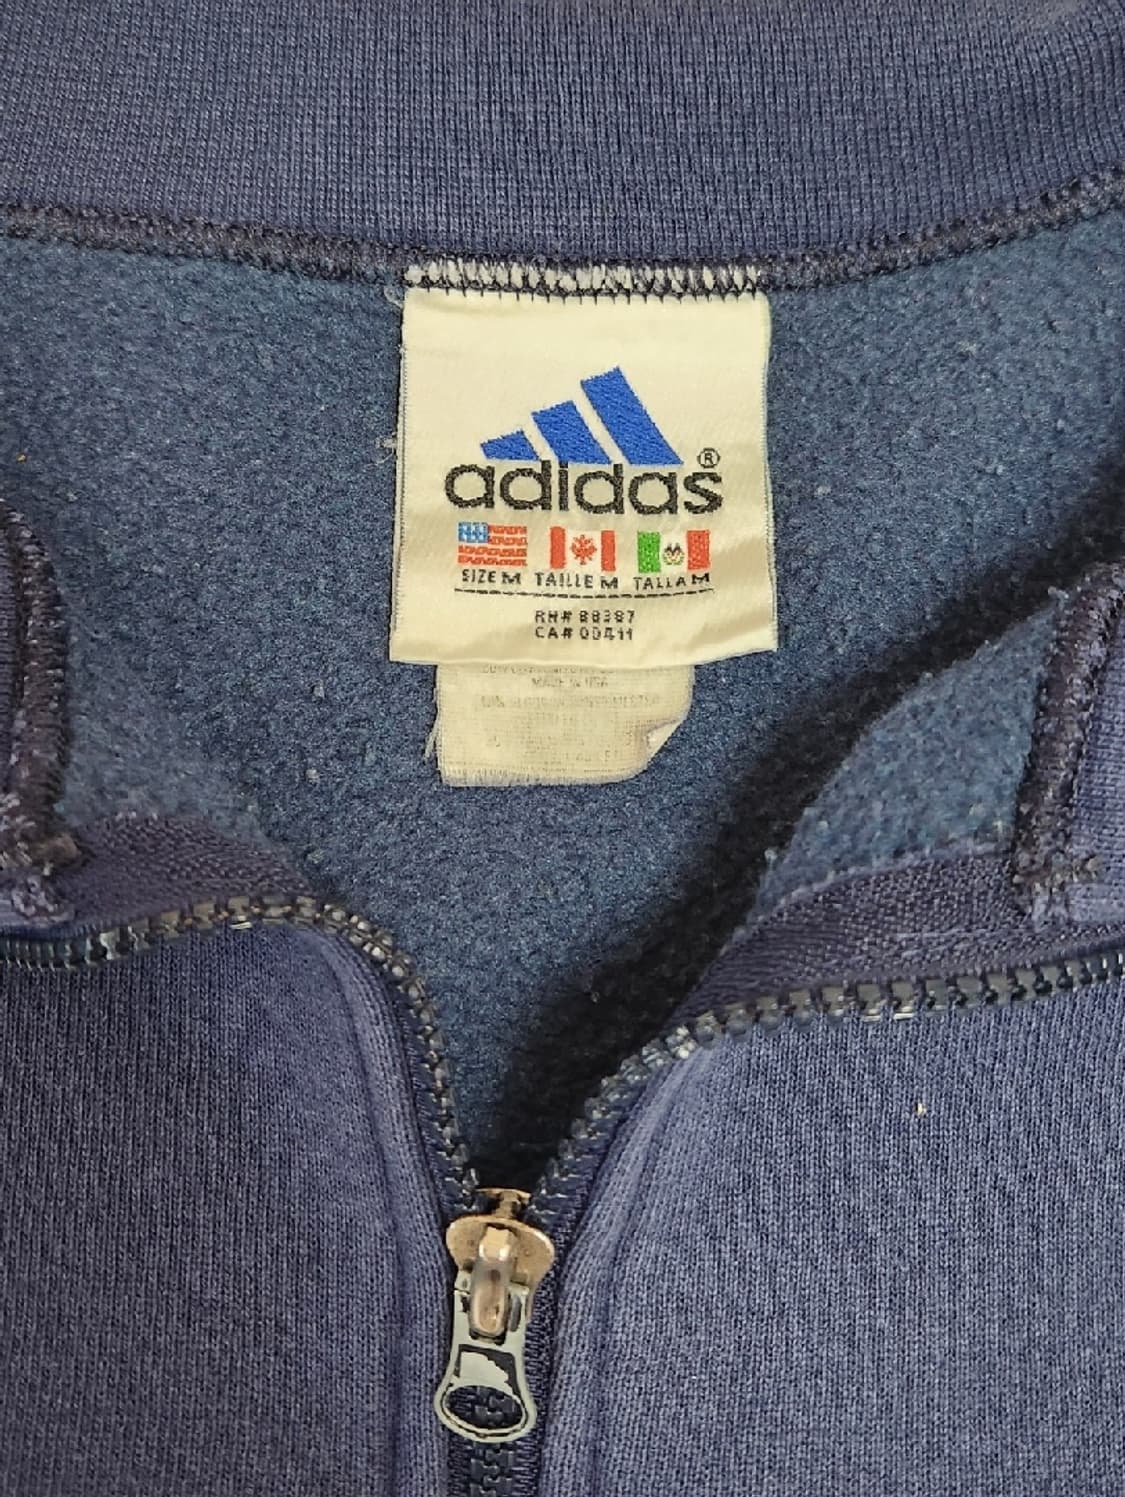 adidas®
SIZE M TAILLE M TALLA M
RN# 88387
CA# 00411
MADE IN USA